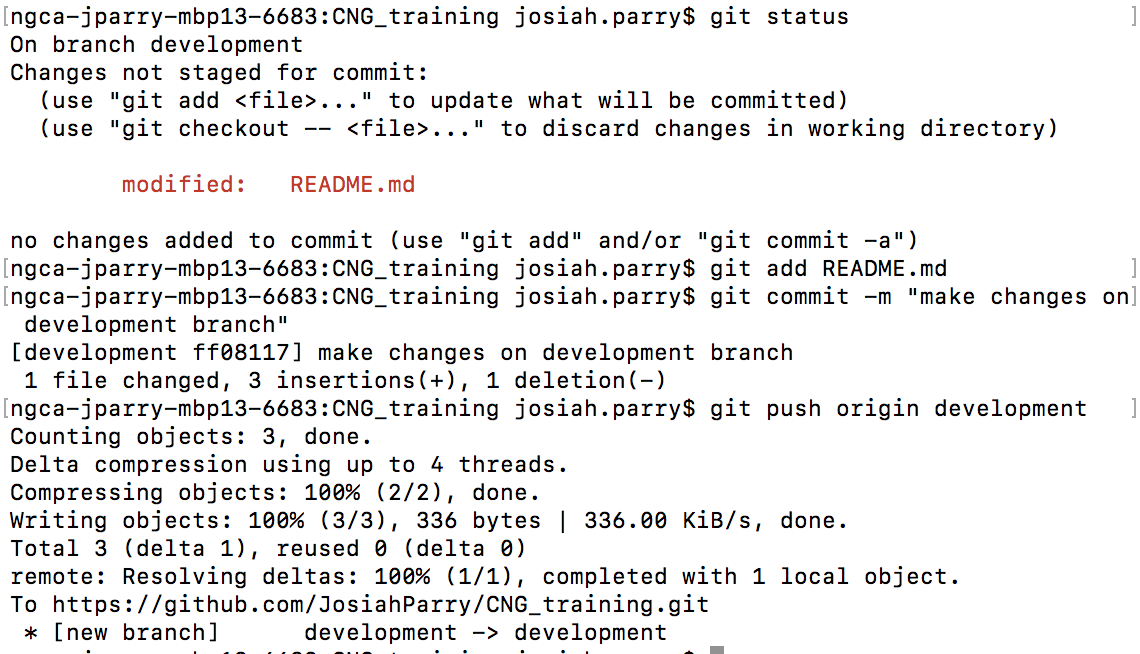 [ngca-jparry-mbp13-6683:CNG_training josiah.parry$ git status ]
On branch development
Changes not staged for commit:
  (use "git add <file>..." to update what will be committed)
  (use "git checkout -- <file>..." to discard changes in working directory)
        modified:   README.md
no changes added to commit (use "git add" and/or "git commit -a")
[ngca-jparry-mbp13-6683:CNG_training josiah.parry$ git add README.md ]
[ngca-jparry-mbp13-6683:CNG_training josiah.parry$ git commit -m "make changes on]
 development branch"
[development ff08117] make changes on development branch
 1 file changed, 3 insertions(+), 1 deletion(-)
[ngca-jparry-mbp13-6683:CNG_training josiah.parry$ git push origin development ]
Counting objects: 3, done.
Delta compression using up to 4 threads.
Compressing objects: 100% (2/2), done.
Writing objects: 100% (3/3), 336 bytes | 336.00 KiB/s, done.
Total 3 (delta 1), reused 0 (delta 0)
remote: Resolving deltas: 100% (1/1), completed with 1 local object.
To https://github.com/JosiahParry/CNG_training.git
 * [new branch]      development -> development